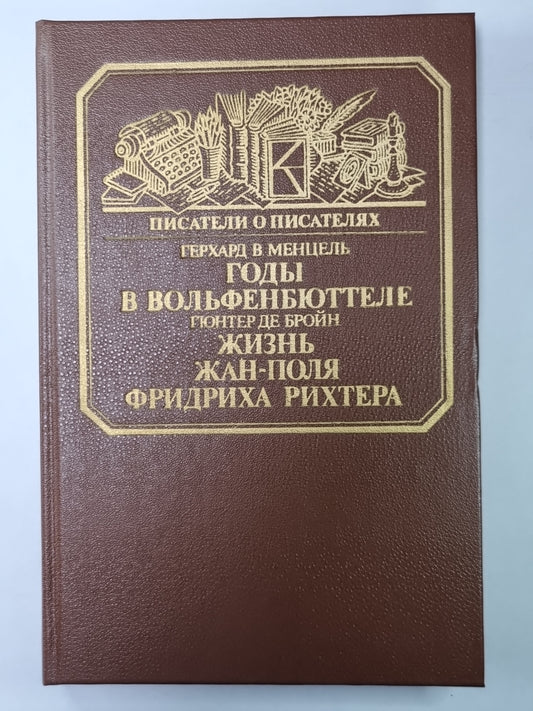 К
ПИСАТЕЛИ О ПИСАТЕЛЯХ
ГЕРХАРД В МЕНЦЕЛЬ
ГОДЫ
В ВОЛЬФЕНБЮТТЕЛЕ
ГЮНТЕР ДЕ БРОЙН
ЖИЗНЬ
ЖАН-ПОЛЯ
ФРИДРИХА РИХТЕРА